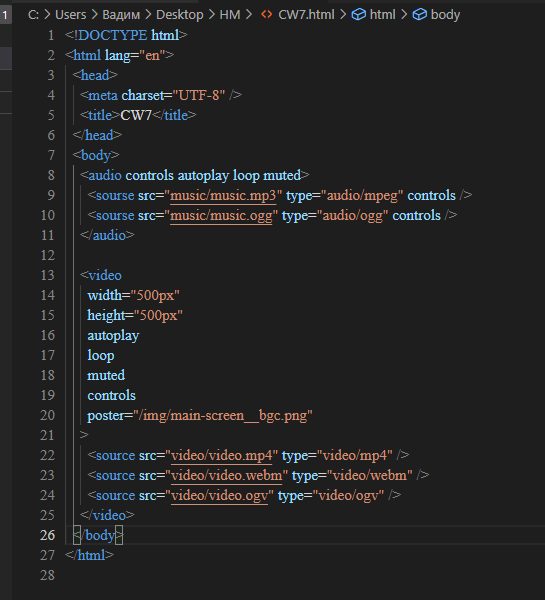 1
C: > Users > Вадим > Desktop > HM > CW7.html > html > body
1 <!DOCTYPE html>
2 <html lang="en">
3 <head>
4 <meta charset="UTF-8" />
5 <title>CW7</title>
6 </head>
7 <body>
8 <audio controls autoplay loop muted>
9 <sourse src="music/music.mp3" type="audio/mpeg" controls />
10 <sourse src="music/music.ogg" type="audio/ogg" controls />
11 </audio>
12
13 <video
14 width="500px"
15 height="500px"
16 autoplay
17 loop
18 muted
19 controls
20 poster="/img/main-screen__bgc.png"
21 >
22 <source src="video/video.mp4" type="video/mp4" />
23 <source src="video/video.webm" type="video/webm" />
24 <source src="video/video.ogv" type="video/ogv" />
25 </video>
26 </body>
27 </html>
28